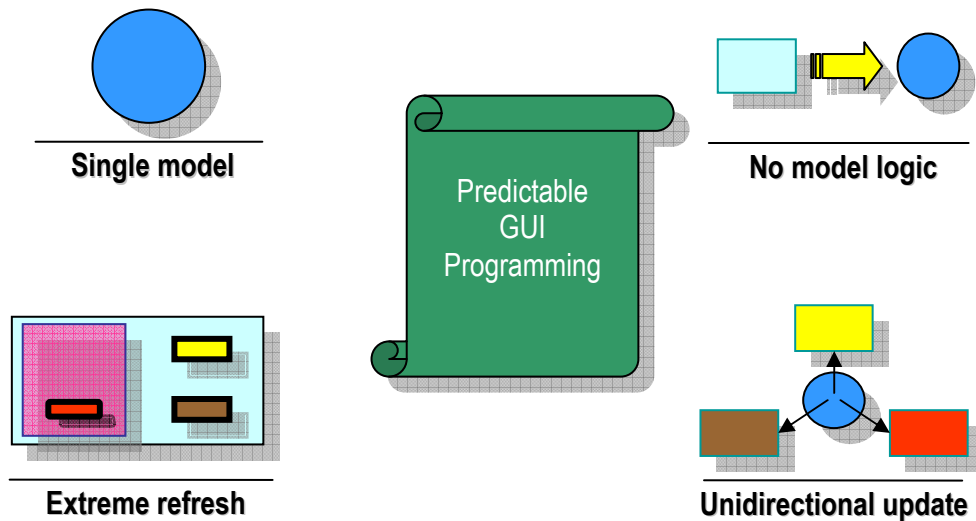 Single model
Predictable
GUI
Programming
No model logic
Extreme refresh
Unidirectional update